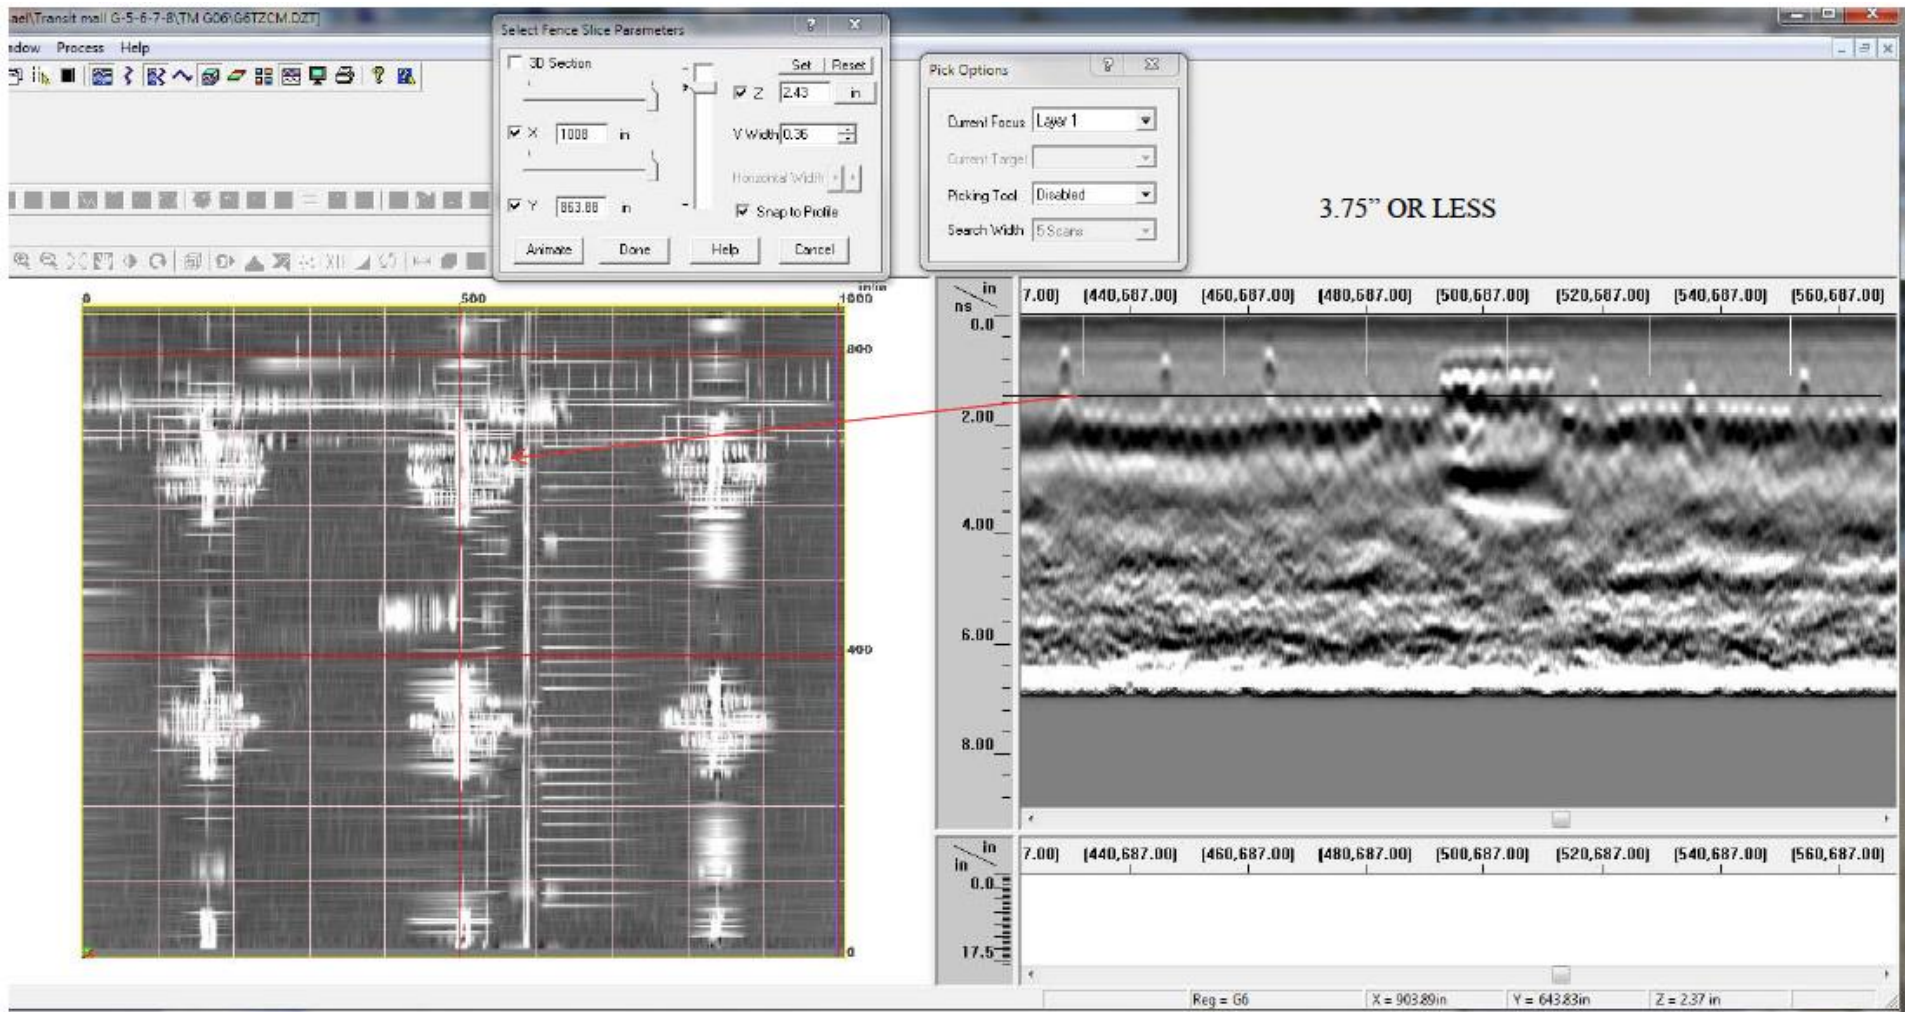 ael\Transit mall G-5-6-7-8\TM G06\G6TZCM.DZT]
ndow Process Help
Select Fence Slice Parameters
3D Section
Set Reset
Z 2.43 in
X 1008 in
V Width 0.36
Horizontal Width
Y 863.88 in
Snap to Profile
Animate Done Help Cancel
Pick Options
Current Focus Layer 1
Current Target
Picking Tool Disabled
Search Width 5 Scans
3.75” OR LESS
0 500 1000
800
400
0
in
ns
7.00) (440,687.00) (460,687.00) (480,687.00) (500,687.00) (520,687.00) (540,687.00) (560,687.00)
0.0
2.00
4.00
6.00
8.00
in
in
7.00) (440,687.00) (460,687.00) (480,687.00) (500,687.00) (520,687.00) (540,687.00) (560,687.00)
0.0
17.5
Reg = G6 X = 903.89in Y = 643.83in Z = 2.37 in